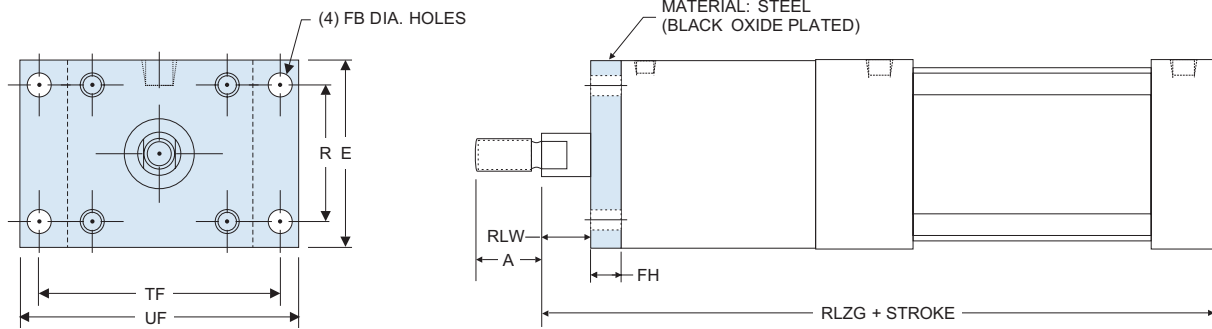 (4) FB DIA. HOLES
MATERIAL: STEEL
(BLACK OXIDE PLATED)
R E
RLW
A
FH
TF
UF
RLZG + STROKE